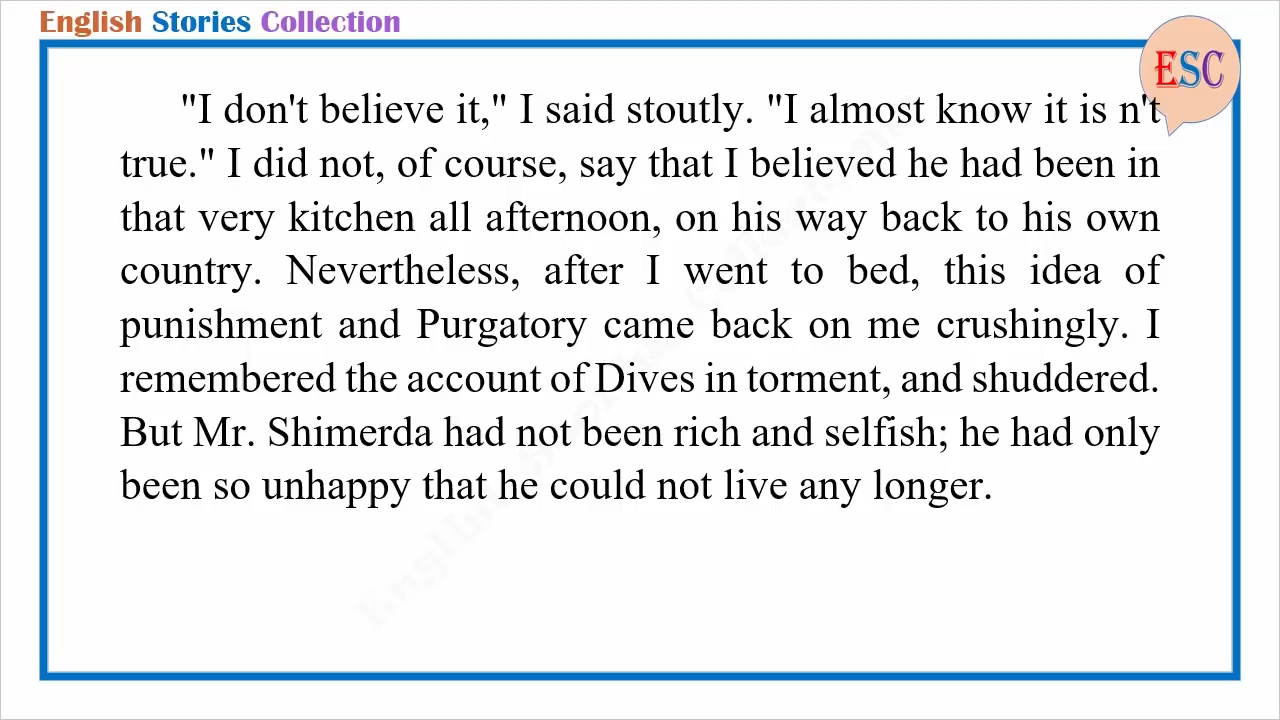 English Stories Collection
ESC
"I don't believe it," I said stoutly. "I almost know it is n't
true." I did not, of course, say that I believed he had been in
that very kitchen all afternoon, on his way back to his own
country. Nevertheless, after I went to bed, this idea of
punishment and Purgatory came back on me crushingly. I
remembered the account of Dives in torment, and shuddered.
But Mr. Shimerda had not been rich and selfish; he had only
been so unhappy that he could not live any longer.